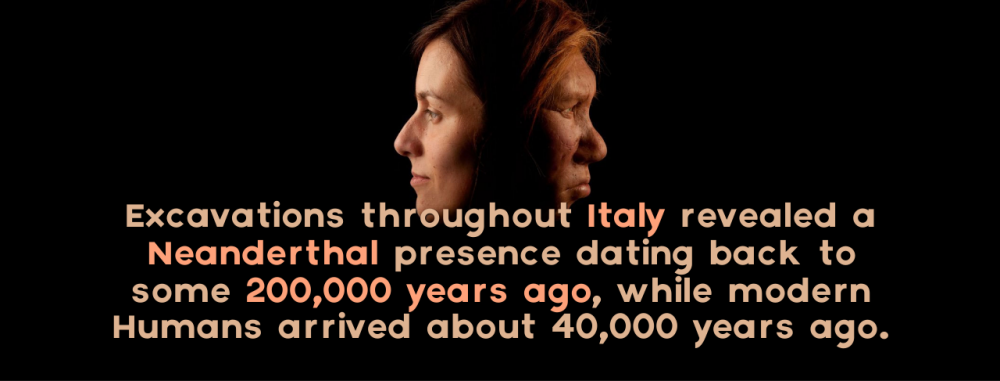 Excavations throughout Italy revealed a
Neanderthal presence dating back to
some 200,000 years ago, while modern
Humans arrived about 40,000 years ago.